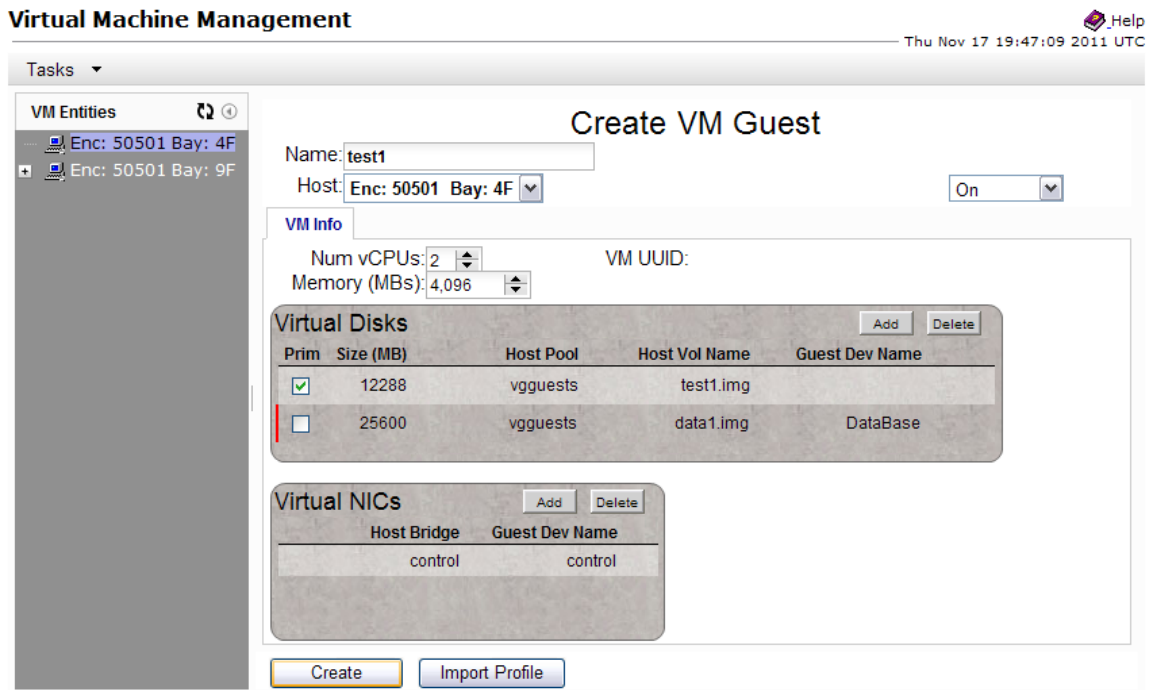 Virtual Machine Management
Help
Thu Nov 17 19:47:09 2011 UTC
Tasks
VM Entities
Enc: 50501 Bay: 4F
Enc: 50501 Bay: 9F
Create VM Guest
Name: test1
Host: Enc: 50501 Bay: 4F
On
VM Info
Num vCPUs: 2
VM UUID:
Memory (MBs): 4,096
Virtual Disks
Add
Delete
Prim Size (MB) Host Pool Host Vol Name Guest Dev Name
12288 vgguests test1.img
25600 vgguests data1.img DataBase
Virtual NICs
Add
Delete
Host Bridge Guest Dev Name
control control
Create
Import Profile